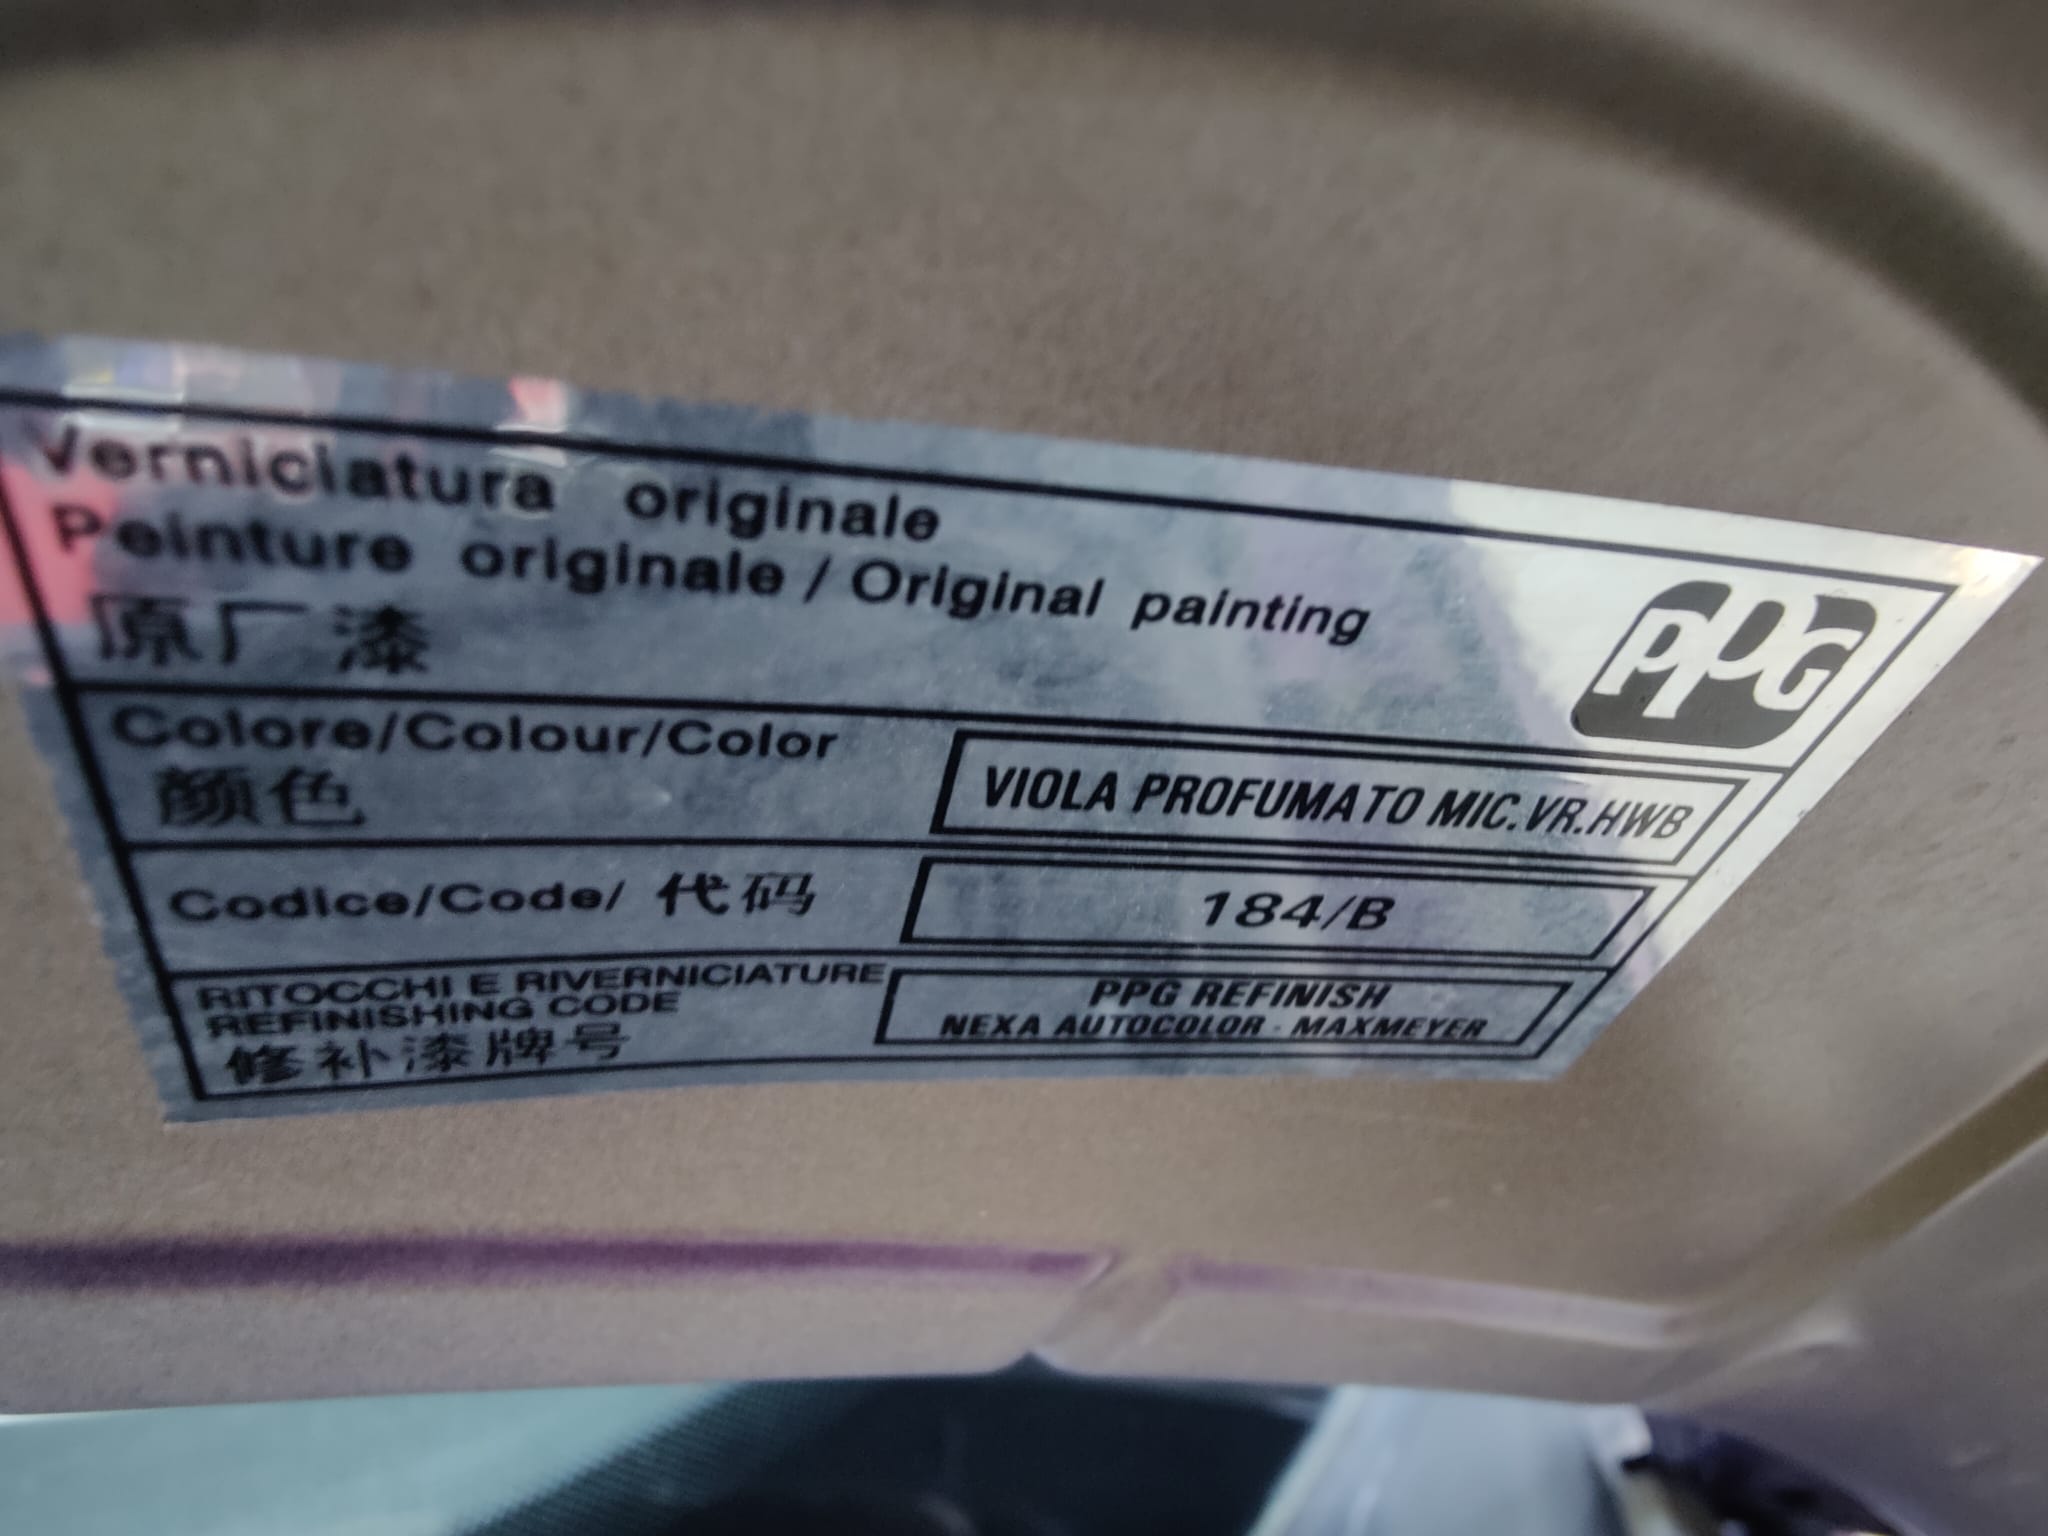 Verniciatura originale
Peinture originale / Original painting
原厂漆
PPG
Colore/Colour/Color
颜色
VIOLA PROFUMATO MIC.VR.HWB
Codice/Code/ 代码
184/B
RITOCCHI E RIVERNICIATURE
REFINISHING CODE
修补漆牌号
PPG REFINISH
NEXA AUTOCOLOR - MAXMEYER